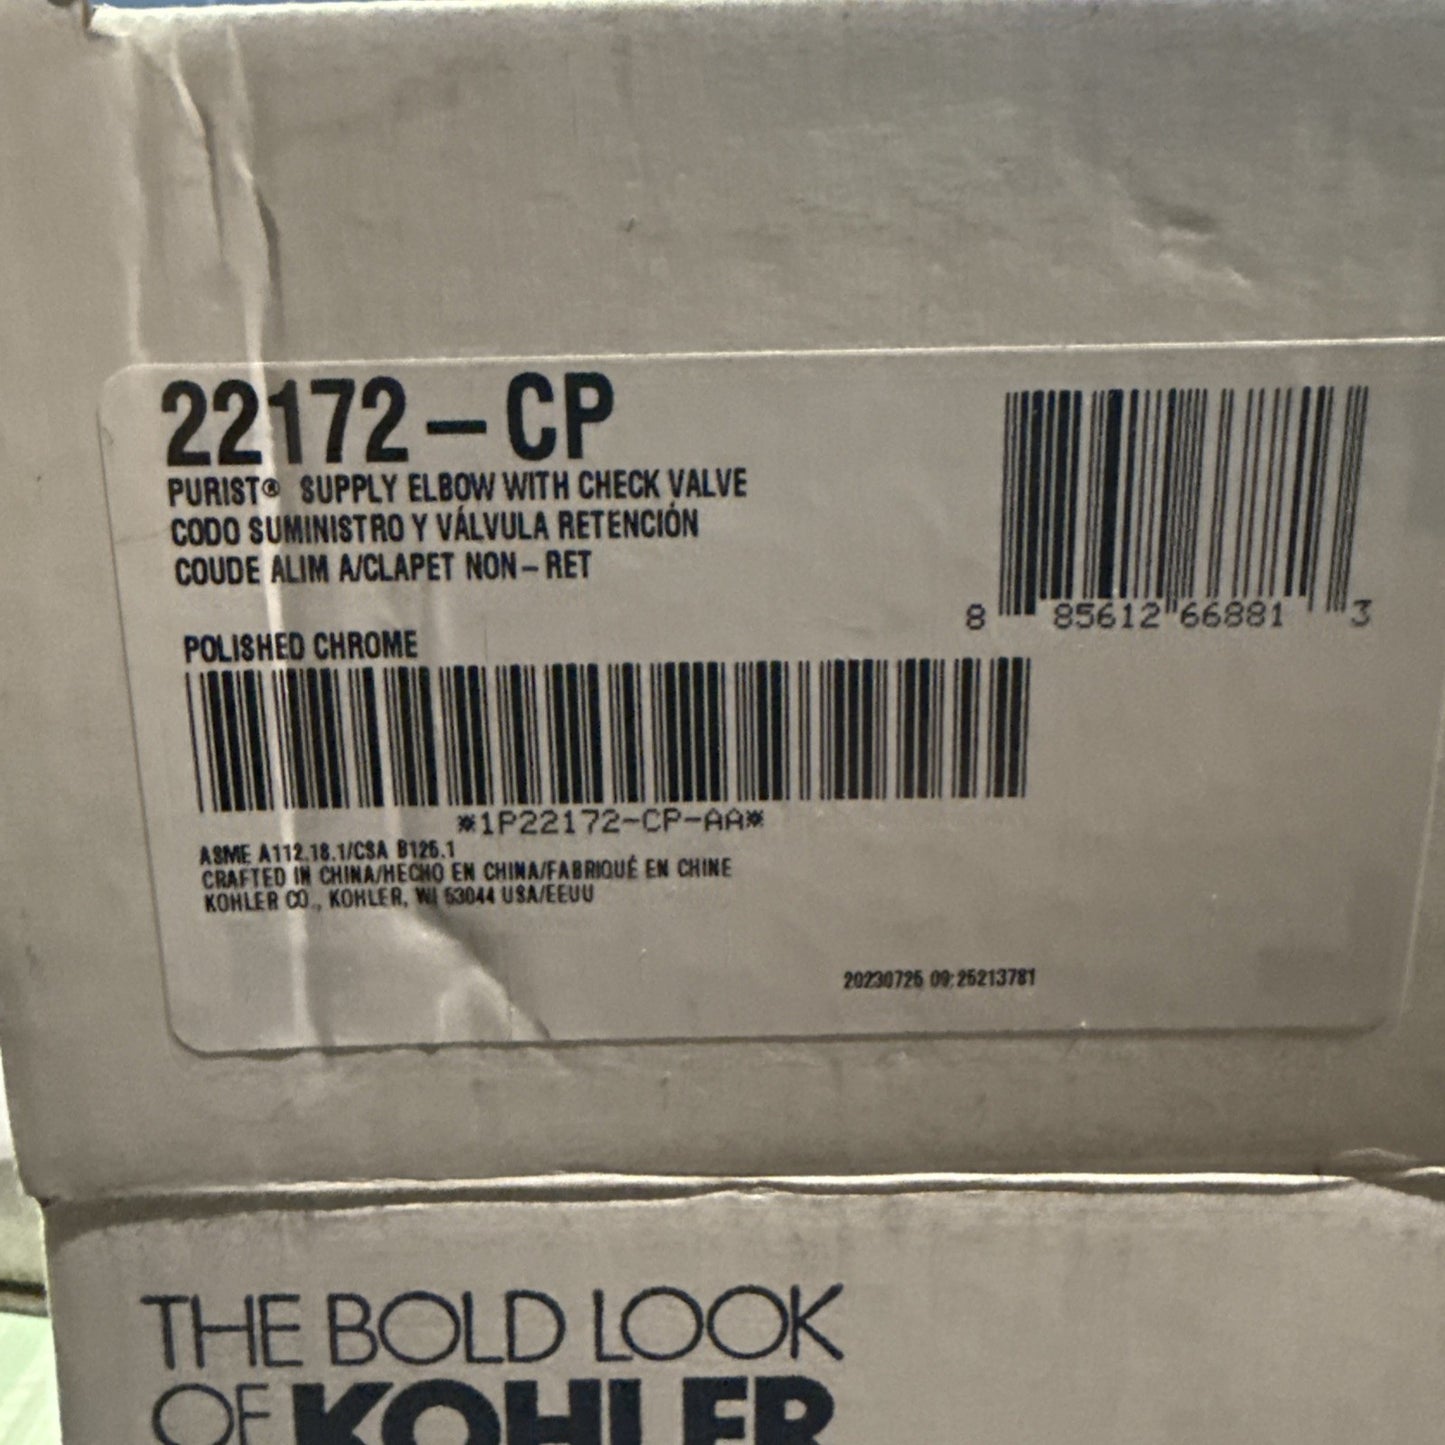 22172-CP
PURIST® SUPPLY ELBOW WITH CHECK VALVE
CODO SUMINISTRO Y VÁLVULA RETENCIÓN
COUDE ALIM A/CLAPET NON-RET
8 85612 66881 3
POLISHED CHROME
*1P22172-CP-AA*
ASME A112.18.1/CSA B125.1
CRAFTED IN CHINA/HECHO EN CHINA/FABRIQUÉ EN CHINE
KOHLER CO., KOHLER, WI 53044 USA/EEUU
20230725 09:25213781
THE BOLD LOOK
OF KOHLER